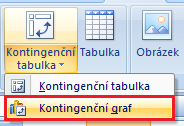 Kontingenční
tabulka
Tabulka
Obrázek
Kontingenční tabulka
Kontingenční graf